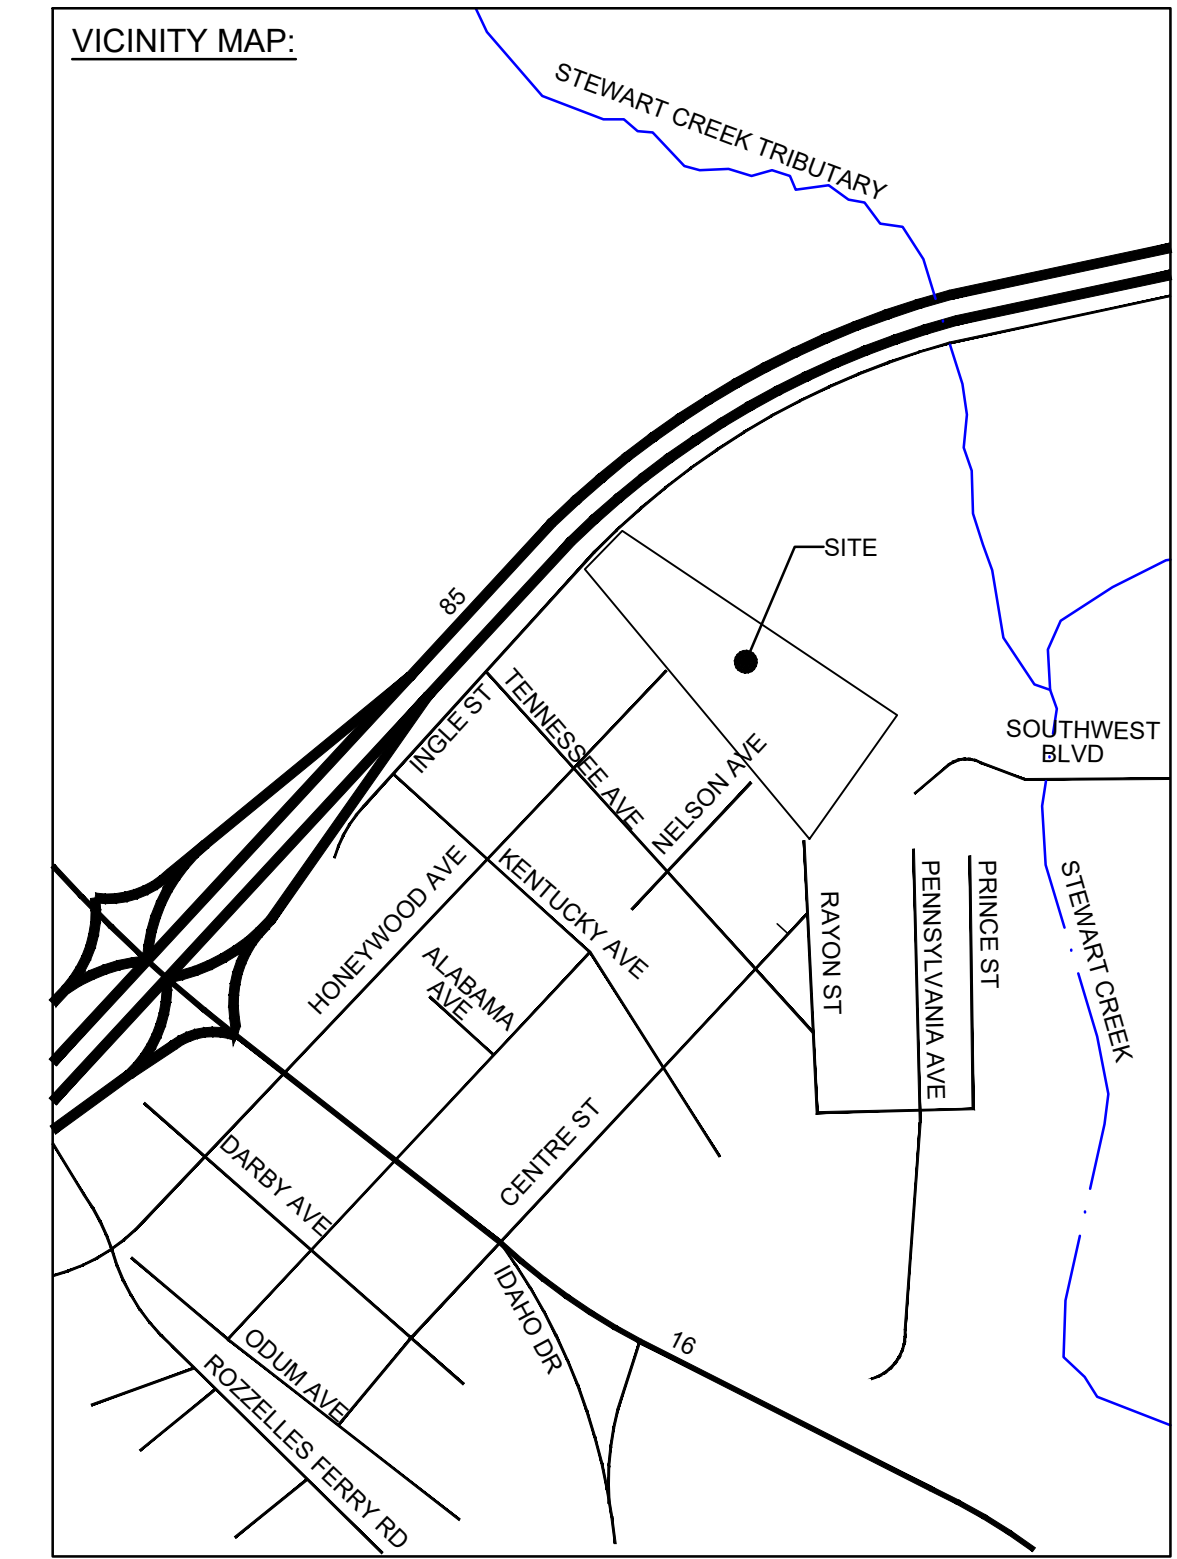 VICINITY MAP:
STEWART CREEK TRIBUTARY
SITE
85
INGLE ST
TENNESSEE AVE
NELSON AVE
SOUTHWEST
BLVD
HONEYWOOD AVE
KENTUCKY AVE
ALABAMA
AVE
RAYON ST
PENNSYLVANIA AVE
PRINCE ST
STEWART CREEK
DARBY AVE
CENTRE ST
IDAHO DR
16
ODUM AVE
ROZZELLES FERRY RD